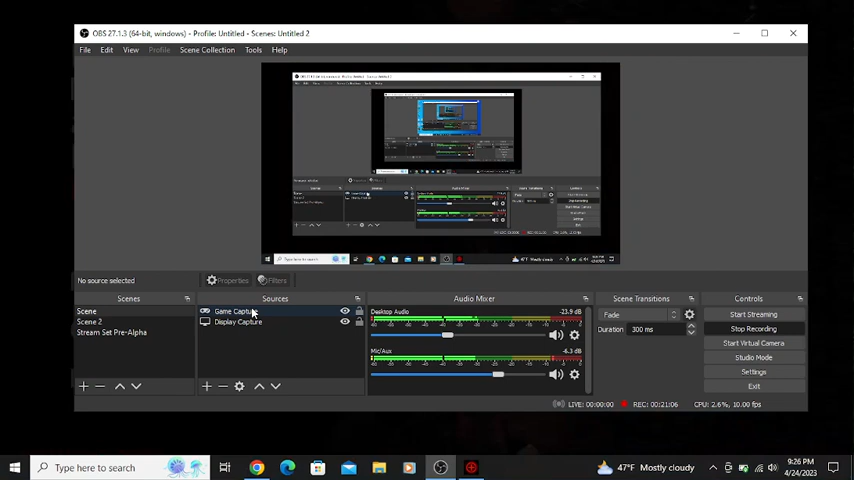 OBS 27.1.3 (64-bit, windows) - Profile: Untitled - Scenes: Untitled 2
File Edit View Profile Scene Collection Tools Help
No source selected
Properties
Filters
Scenes
Sources
Audio Mixer
Scene Transitions
Controls
Scene
Scene 2
Stream Set Pre-Alpha
Game Capture
Display Capture
Desktop Audio
-23.9 dB
Mic/Aux
-6.3 dB
Fade
Duration 300 ms
Start Streaming
Stop Recording
Start Virtual Camera
Studio Mode
Settings
Exit
LIVE: 00:00:00 REC: 00:21:06 CPU: 2.6%, 10.00 fps
Type here to search
47°F Mostly cloudy
9:26 PM
4/24/2023